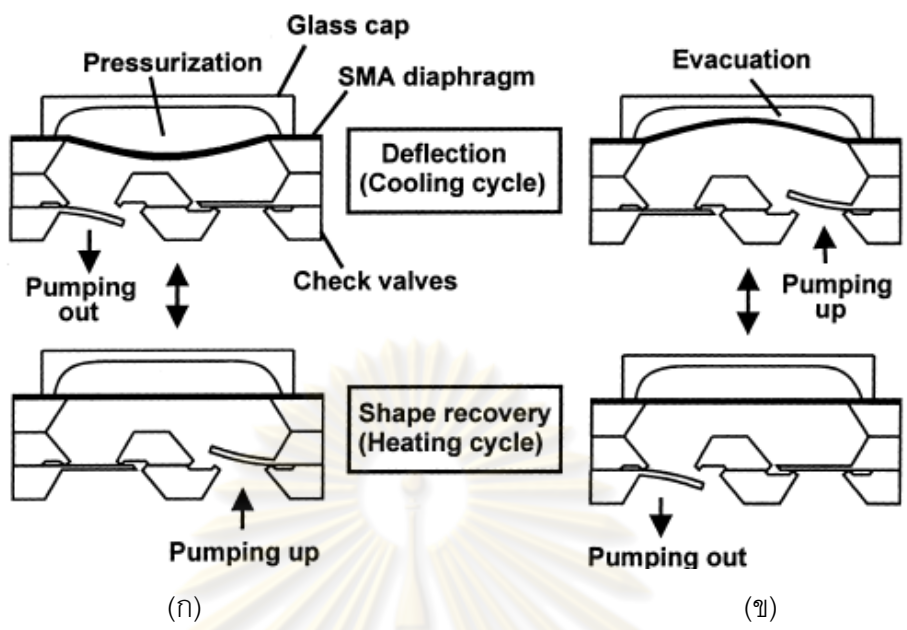 Glass cap
Pressurization
SMA diaphragm
Deflection
(Cooling cycle)
Evacuation
Pumping
out
Check valves
Pumping
up
Shape recovery
(Heating cycle)
Pumping up
Pumping out
(ก)
(ข)